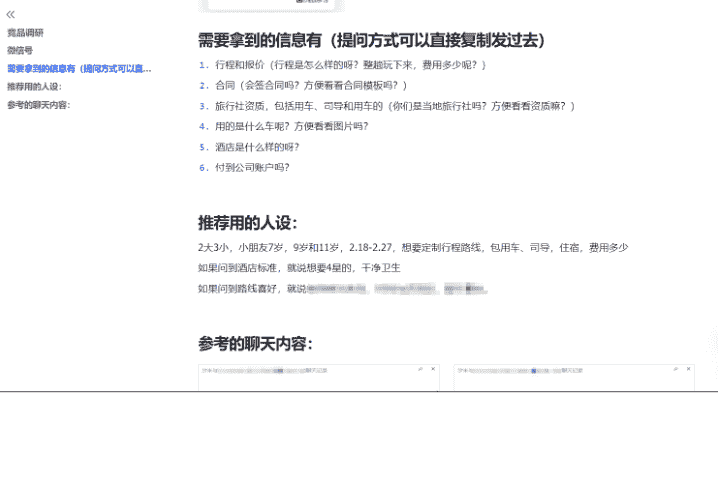 竞品调研
微信号
需要拿到的信息有（提问方式可以直...
推荐用的人设：
参考的聊天内容：
需要拿到的信息有（提问方式可以直接复制发过去）
1. 行程和报价（行程是怎么样的呀？整趟玩下来，费用多少呢？）
2. 合同（会签合同吗？方便看看合同模板吗？）
3. 旅行社资质，包括用车、司导和用车的（你们是当地旅行社吗？方便看看资质嘛？）
4. 用的是什么车呢？方便看看图片吗？
5. 酒店是什么样的呀？
6. 付到公司账户吗？
推荐用的人设：
2大3小，小朋友7岁，9岁和11岁，2.18-2.27，想要定制行程路线，包用车、司导，住宿，费用多少
如果问到酒店标准，就说想要4星的，干净卫生
如果问到路线喜好，就说
参考的聊天内容：
聊天记录
聊天记录